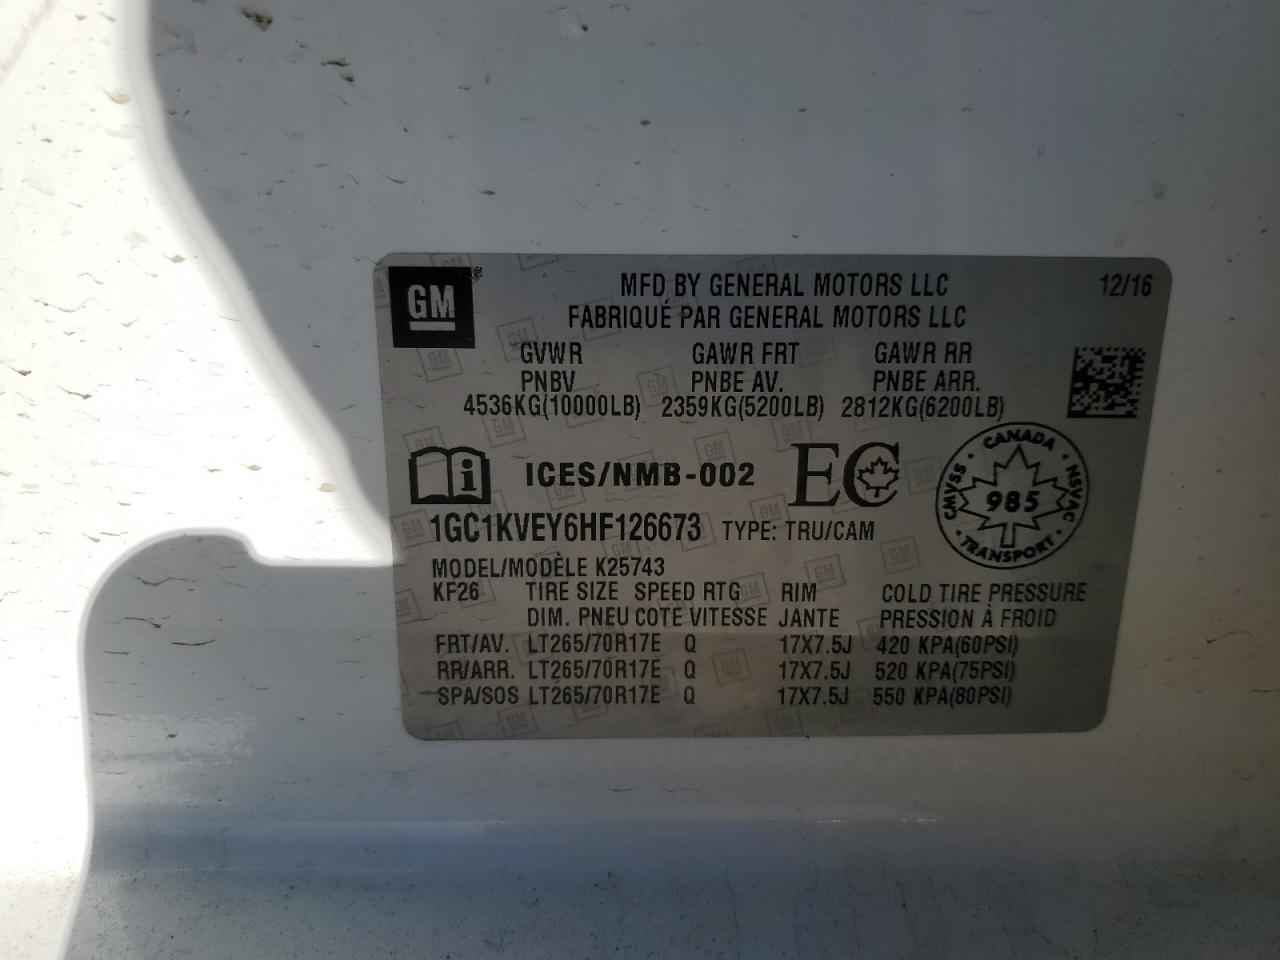 GM
MFD BY GENERAL MOTORS LLC 12/16
FABRIQUÉ PAR GENERAL MOTORS LLC
GVWR GAWR FRT GAWR RR
PNBV PNBE AV. PNBE ARR.
4536KG(10000LB) 2359KG(5200LB) 2812KG(6200LB)
ICES/NMB-002 EC
CANADA
CMVSS 985 NSVAC
TRANSPORT
1GC1KVEY6HF126673 TYPE: TRU/CAM
MODEL/MODÈLE K25743
KF26 TIRE SIZE SPEED RTG RIM COLD TIRE PRESSURE
DIM. PNEU COTE VITESSE JANTE PRESSION À FROID
FRT/AV. LT265/70R17E Q 17X7.5J 420 KPA(60PSI)
RR/ARR. LT265/70R17E Q 17X7.5J 520 KPA(75PSI)
SPA/SOS LT265/70R17E Q 17X7.5J 550 KPA(80PSI)